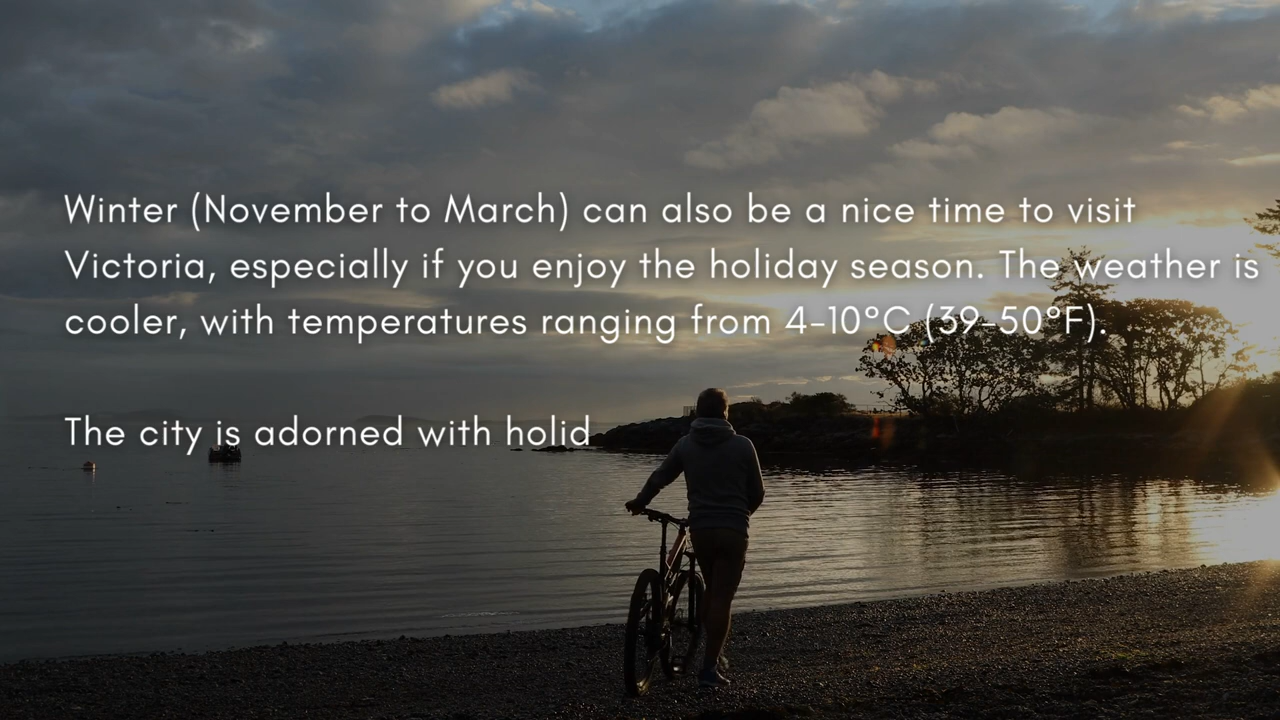 Winter (November to March) can also be a nice time to visit
Victoria, especially if you enjoy the holiday season. The weather is
cooler, with temperatures ranging from 4-10°C (39-50°F).
The city is adorned with holid